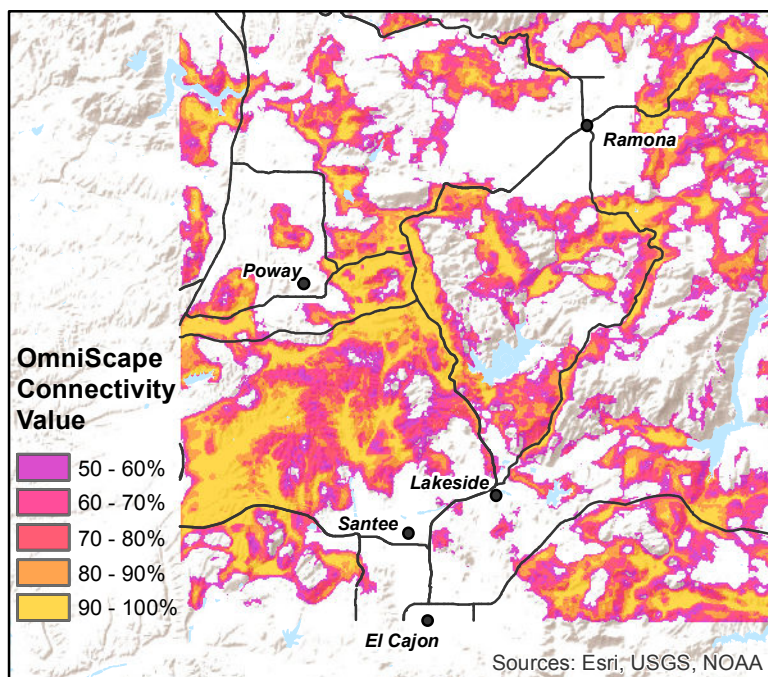 Ramona
Poway
OmniScape
Connectivity
Value
50 - 60%
60 - 70%
70 - 80%
80 - 90%
90 - 100%
Lakeside
Santee
El Cajon
Sources: Esri, USGS, NOAA